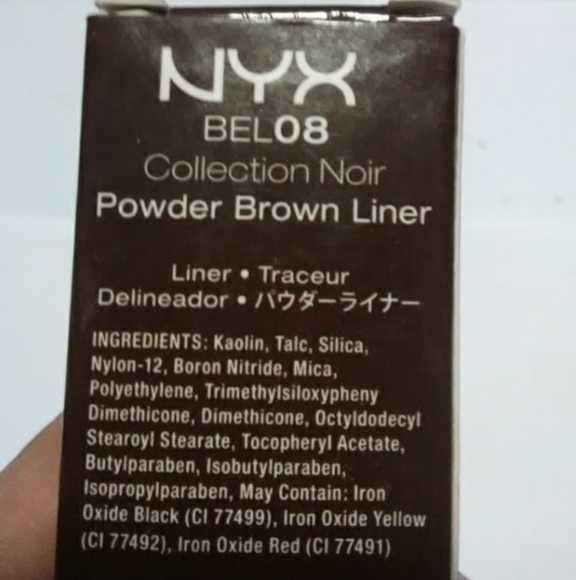 NYX
BEL08
Collection Noir
Powder Brown Liner
Liner • Traceur
Delineador • パウダーライナー
INGREDIENTS: Kaolin, Talc, Silica,
Nylon-12, Boron Nitride, Mica,
Polyethylene, Trimethylsiloxypheny
Dimethicone, Dimethicone, Octyldodecyl
Stearoyl Stearate, Tocopheryl Acetate,
Butylparaben, Isobutylparaben,
Isopropylparaben, May Contain: Iron
Oxide Black (CI 77499), Iron Oxide Yellow
(CI 77492), Iron Oxide Red (CI 77491)